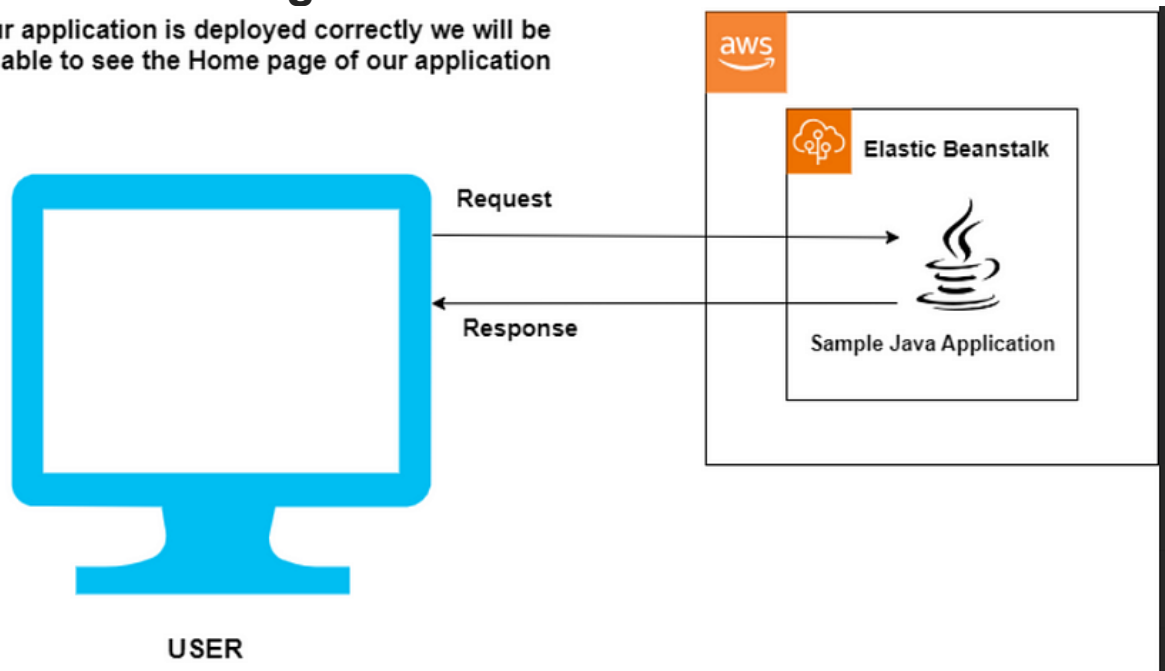 r application is deployed correctly we will be
able to see the Home page of our application
aws
Elastic Beanstalk
Request
Response
Sample Java Application
USER